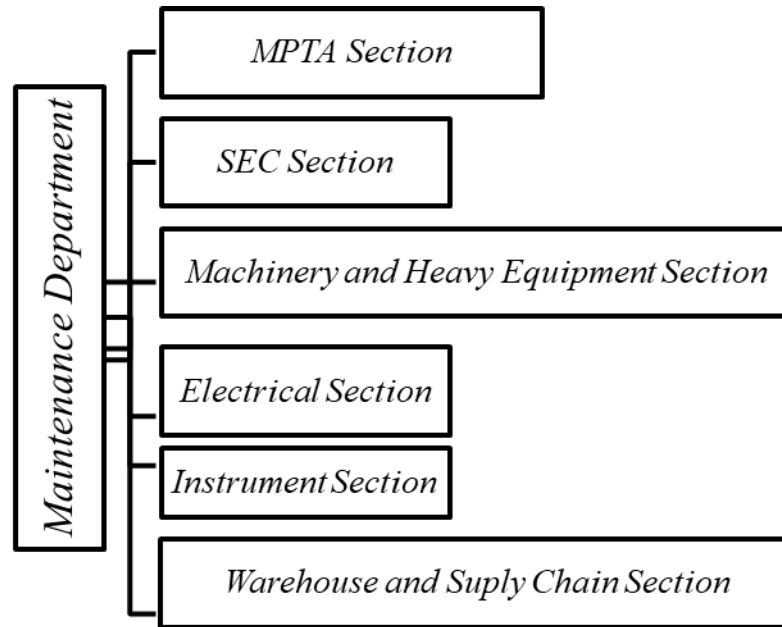 MPTA Section
SEC Section
Maintenance Department
Machinery and Heavy Equipment Section
Electrical Section
Instrument Section
Warehouse and Suply Chain Section